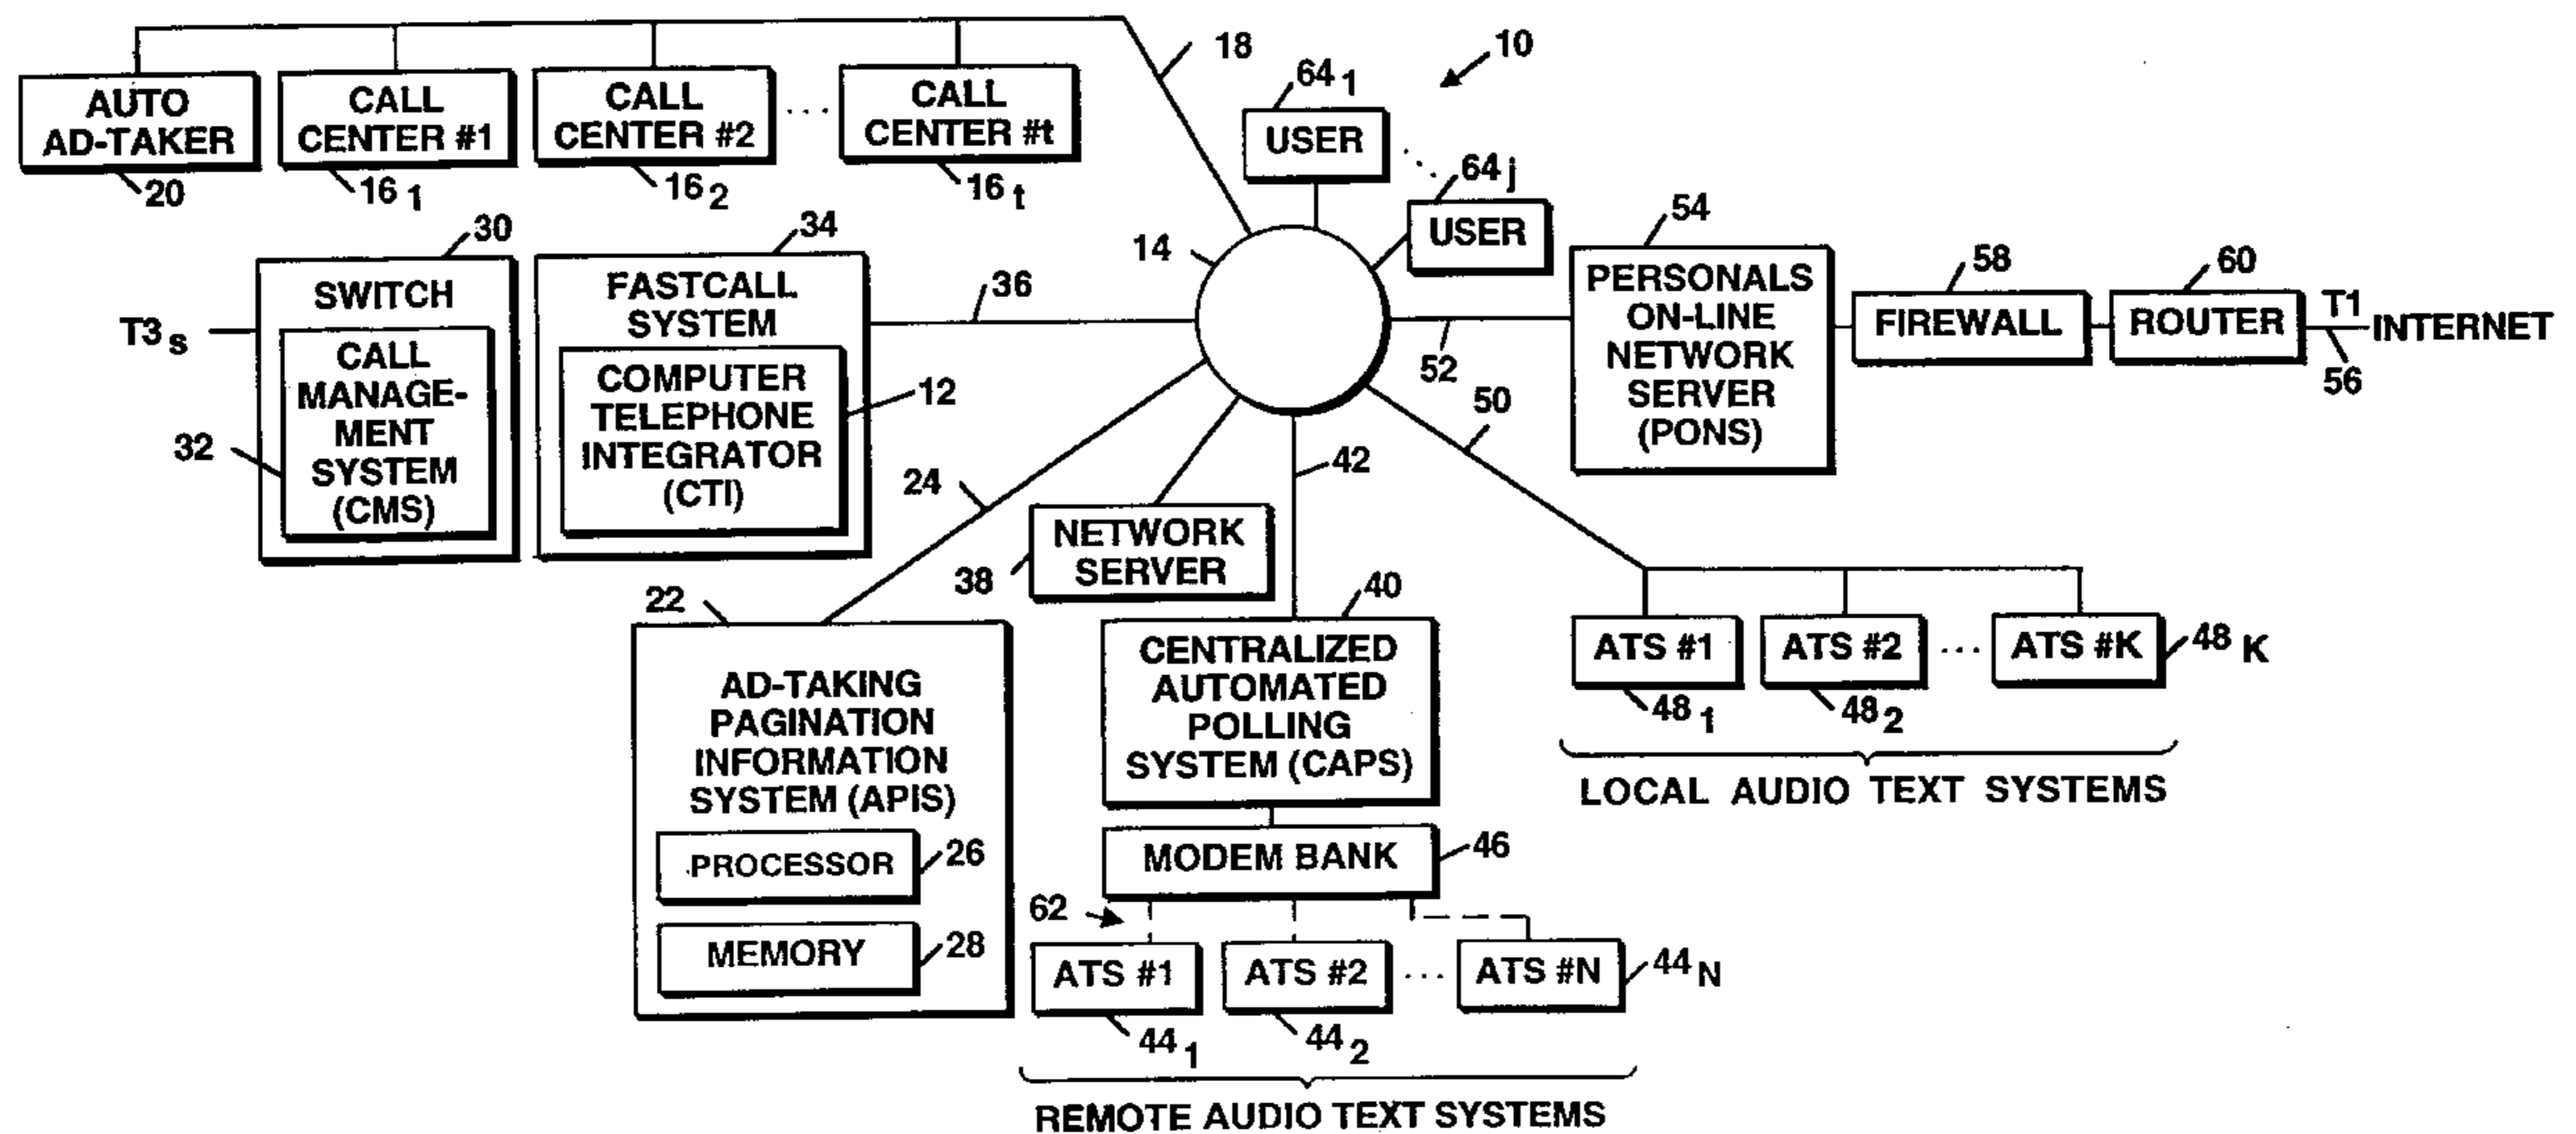 18
10
64 1
AUTO
AD-TAKER
CALL
CENTER #1
CALL
CENTER #2
. . .
CALL
CENTER #t
USER
20
16 1
16 2
16 t
64 j
USER
14
30
SWITCH
T3 s
CALL
MANAGE-
MENT
SYSTEM
(CMS)
32
34
FASTCALL
SYSTEM
COMPUTER
TELEPHONE
INTEGRATOR
(CTI)
12
36
52
54
PERSONALS
ON-LINE
NETWORK
SERVER
(PONS)
58
FIREWALL
60
ROUTER
T1
INTERNET
56
24
42
50
NETWORK
SERVER
38
22
AD-TAKING
PAGINATION
INFORMATION
SYSTEM (APIS)
PROCESSOR
26
MEMORY
28
40
CENTRALIZED
AUTOMATED
POLLING
SYSTEM (CAPS)
MODEM BANK
46
62
ATS #1
ATS #2
...
ATS #N
44 N
44 1
44 2
REMOTE AUDIO TEXT SYSTEMS
ATS #1
ATS #2
...
ATS #K
48 K
48 1
48 2
LOCAL AUDIO TEXT SYSTEMS